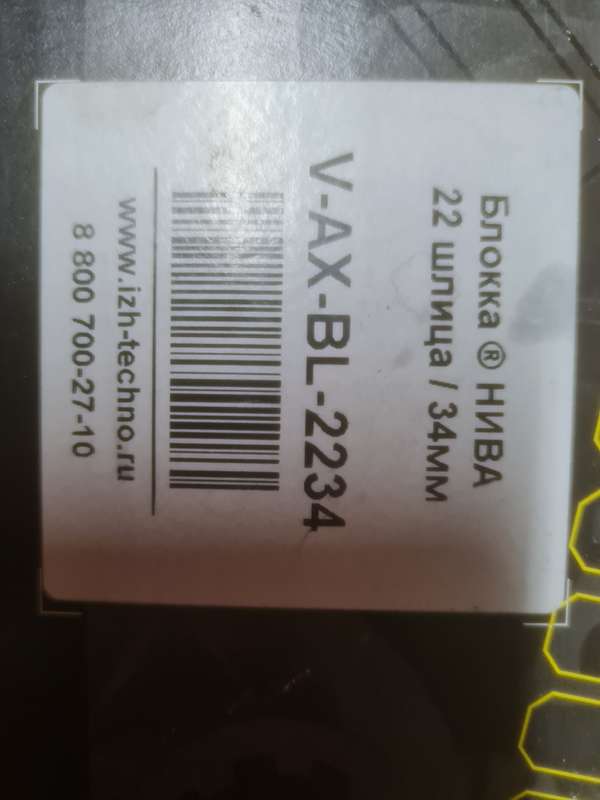 Блокка ® НИВА
22 шлица / 34мм
V-AX-BL-2234
www.izh-techno.ru
8 800 700-27-10